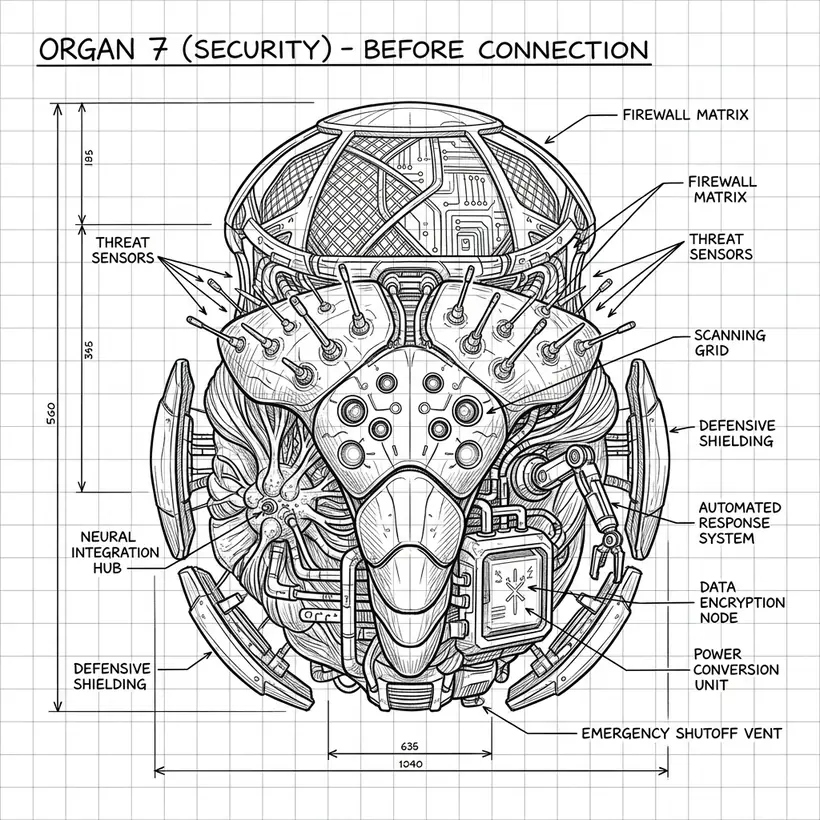 ORGAN 7 (SECURITY) - BEFORE CONNECTION
FIREWALL MATRIX
185
FIREWALL
MATRIX
THREAT
SENSORS
THREAT
SENSORS
SCANNING
GRID
365
560
DEFENSIVE
SHIELDING
AUTOMATED
RESPONSE
SYSTEM
NEURAL
INTEGRATION
HUB
DATA
ENCRYPTION
NODE
DEFENSIVE
SHIELDING
POWER
CONVERSION
UNIT
EMERGENCY SHUTOFF VENT
635
1040